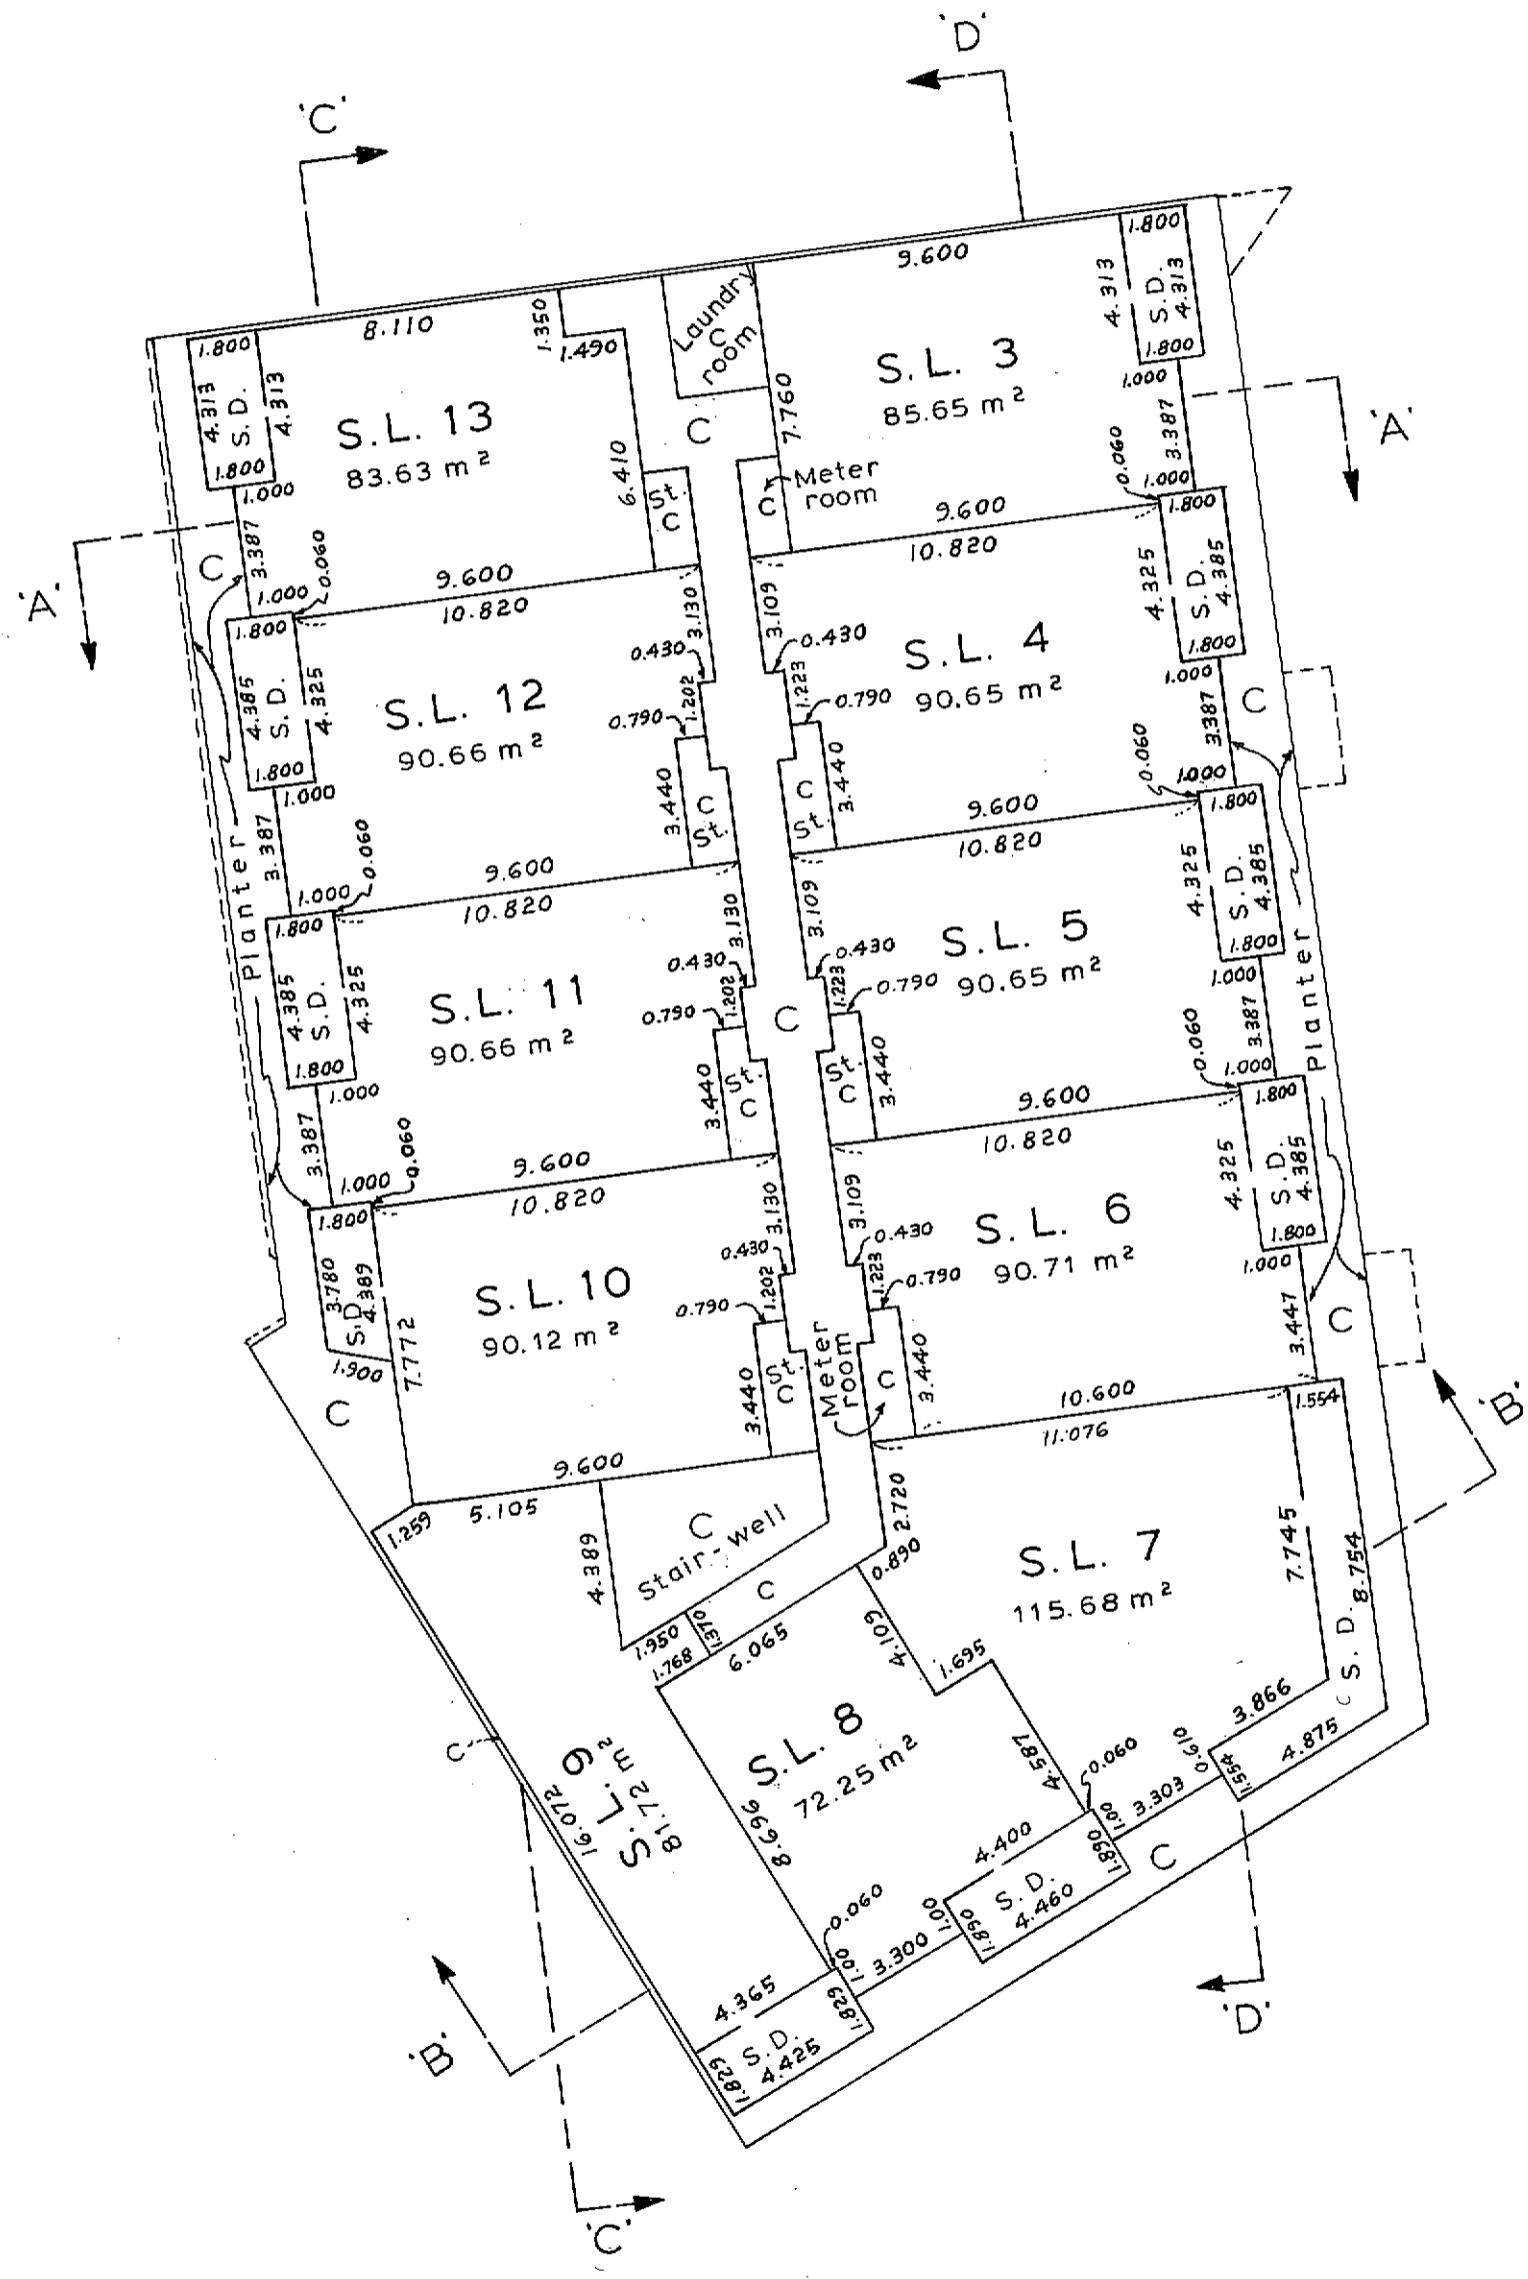 'D'
'C'
1.800
9.600
4.313
S.D.
4.313
1.800
1.000
8.110
1.350
1.490
Laundry
C
room
1.800
4.313
S.D.
4.313
1.800
1.000
S.L. 3
85.65 m²
7.760
3.387
'A'
S.L. 13
83.63 m²
6.410
C
St.
C
Meter
room
C
0.060
1.000
1.800
9.600
10.820
C
3.387
'A'
1.000
0.060
1.800
9.600
10.820
3.130
3.109
0.430
0.430
1.202
1.223
0.790
0.790
4.325
S.D.
4.385
1.800
1.000
S.L. 4
90.65 m²
C
3.387
4.385
S.D.
4.325
1.800
1.000
S.L. 12
90.66 m²
3.440
C
St.
C
St.
3.440
0.060
1.000
1.800
9.600
10.820
3.387
Planter
1.000
0.060
1.800
9.600
10.820
3.130
3.109
0.430
0.430
1.202
1.223
0.790
0.790
4.325
S.D.
4.385
1.800
1.000
S.L. 5
90.65 m²
C
3.387
Planter
4.385
S.D.
4.325
1.800
1.000
S.L. 11
90.66 m²
3.440
St.
C
St.
C
3.440
0.060
1.000
1.800
9.600
10.820
3.387
1.000
0.060
1.800
9.600
10.820
3.130
3.109
0.430
0.430
1.202
1.223
0.790
0.790
4.325
S.D.
4.385
1.800
1.000
S.L. 6
90.71 m²
C
3.447
3.780
S.D.
4.389
1.900
7.772
S.L. 10
90.12 m²
3.440
St.
C
Meter
room
C
3.440
10.600
11.076
1.554
'B'
C
9.600
5.105
1.259
4.389
C
Stair-well
2.720
0.890
C
1.950
1.370
1.768
6.065
S.L. 7
115.68 m²
7.745
8.754
S.D.
4.109
1.695
4.587
3.866
4.875
0.610
1.554
0.060
1.00
3.303
C
C
S.L. 9
81.72 m²
16.072
S.L. 8
72.25 m²
8.696
4.400
1.890
S.D.
4.460
1.890
1.00
0.060
1.00
3.300
4.365
1.829
S.D.
4.425
1.829
'B'
'D'
'C'